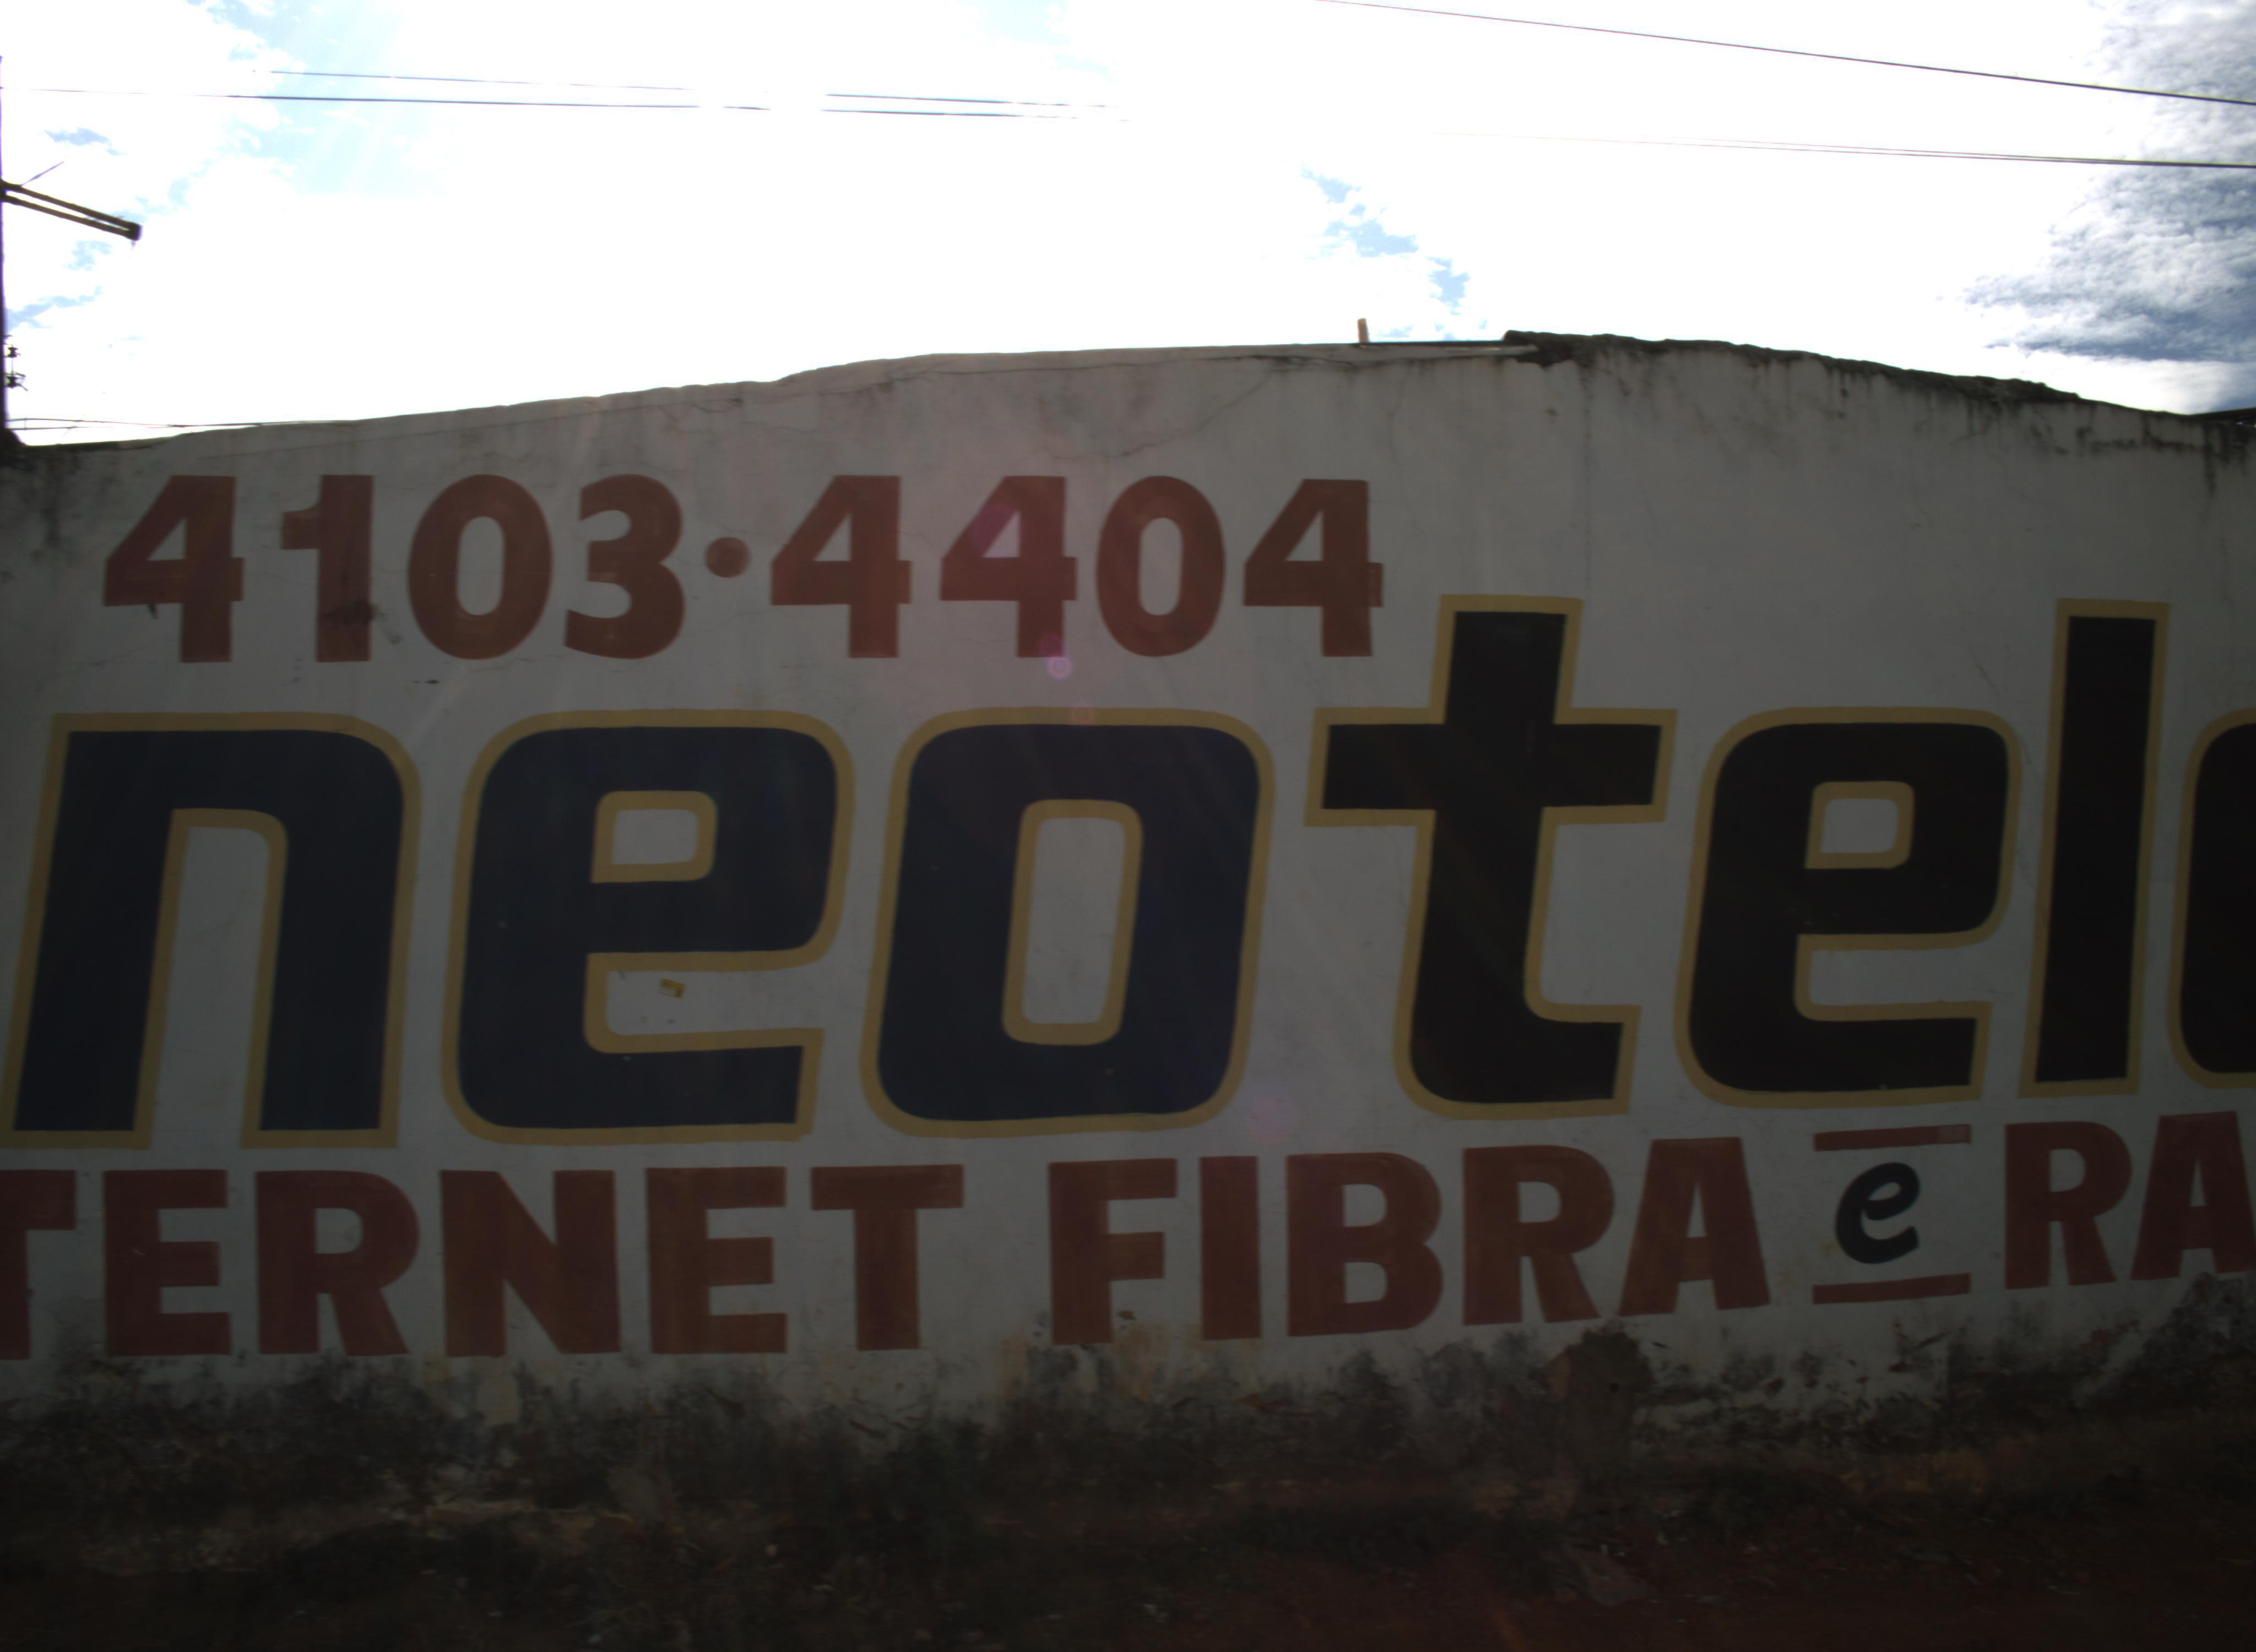 4103·4404
neotel
TERNET FIBRA e RA